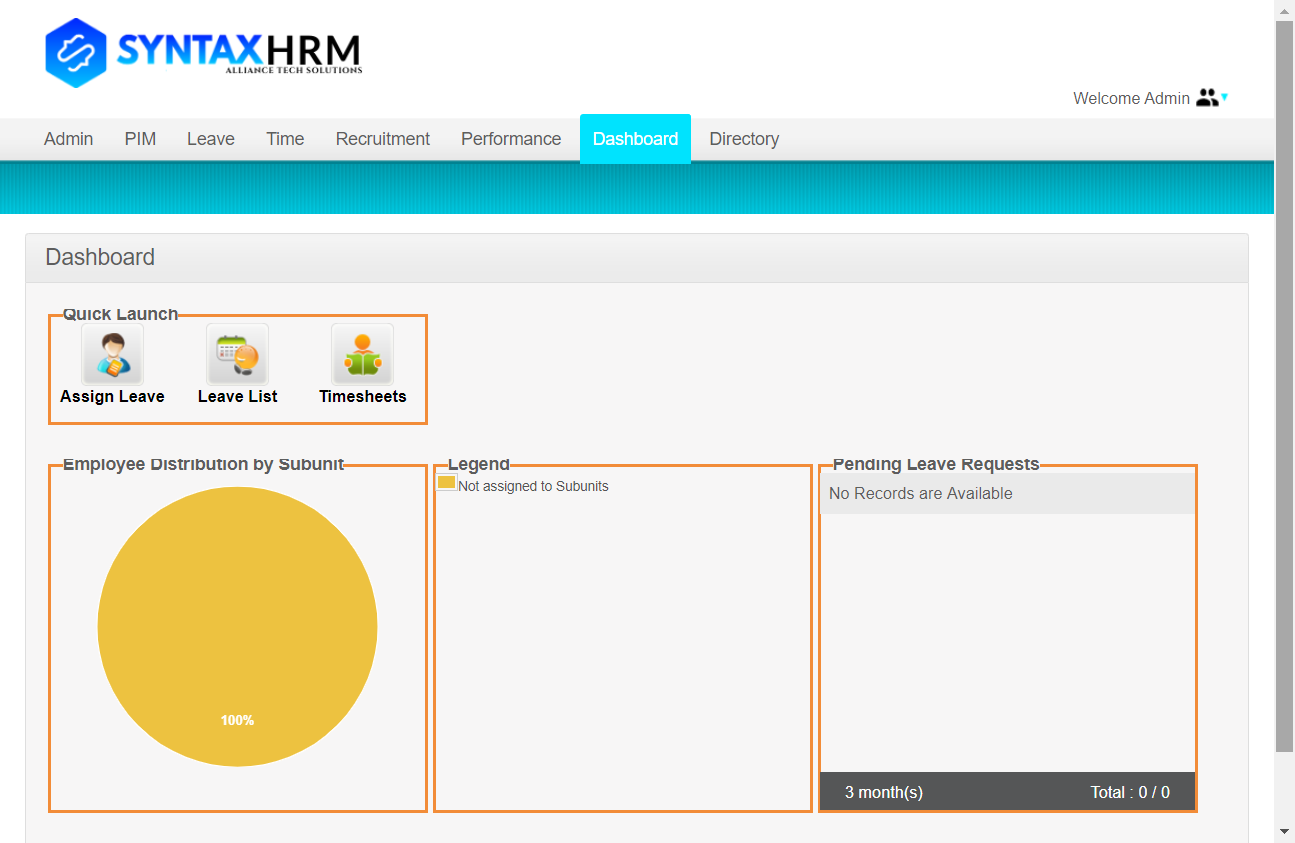 SYNTAXHRM
ALLIANCE TECH SOLUTIONS
Welcome Admin
Admin PIM Leave Time Recruitment Performance Dashboard Directory
Dashboard
Quick Launch
Assign Leave Leave List Timesheets
Employee Distribution by Subunit
100%
Legend
Not assigned to Subunits
Pending Leave Requests
No Records are Available
3 month(s) Total : 0 / 0